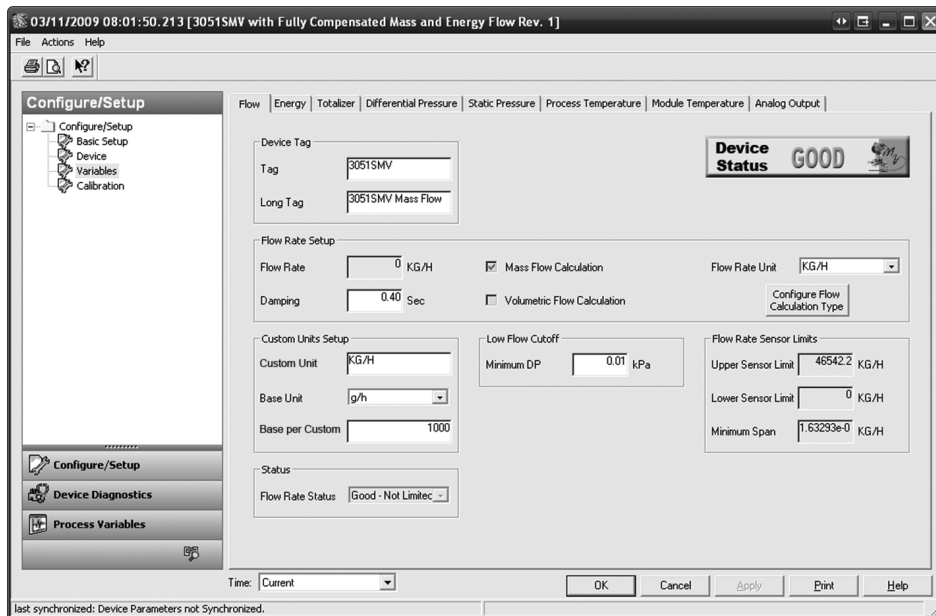 03/11/2009 08:01:50.213 [3051SMV with Fully Compensated Mass and Energy Flow Rev. 1]
File Actions Help
Configure/Setup
Configure/Setup
Basic Setup
Device
Variables
Calibration
Configure/Setup
Device Diagnostics
Process Variables
Flow Energy Totalizer Differential Pressure Static Pressure Process Temperature Module Temperature Analog Output
Device Tag
Tag 3051SMV
Long Tag 3051SMV Mass Flow
Device Status GOOD
Flow Rate Setup
Flow Rate 0 KG/H Mass Flow Calculation Flow Rate Unit KG/H
Damping 0.40 Sec Volumetric Flow Calculation Configure Flow Calculation Type
Custom Units Setup
Custom Unit KG/H
Base Unit g/h
Base per Custom 1000
Low Flow Cutoff
Minimum DP 0.01 kPa
Flow Rate Sensor Limits
Upper Sensor Limit 46542.2 KG/H
Lower Sensor Limit 0 KG/H
Minimum Span 1.63293e-0 KG/H
Status
Flow Rate Status Good - Not Limitec
Time: Current
OK Cancel Apply Print Help
last synchronized: Device Parameters not Synchronized.